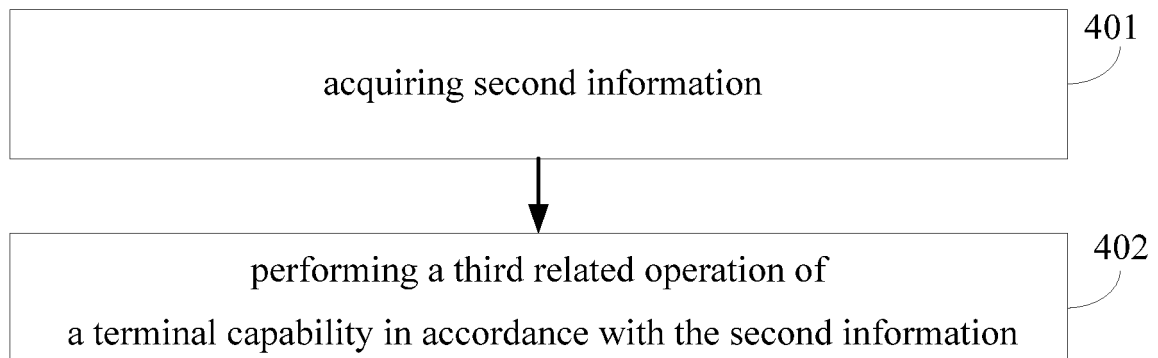 401
acquiring second information
402
performing a third related operation of
a terminal capability in accordance with the second information